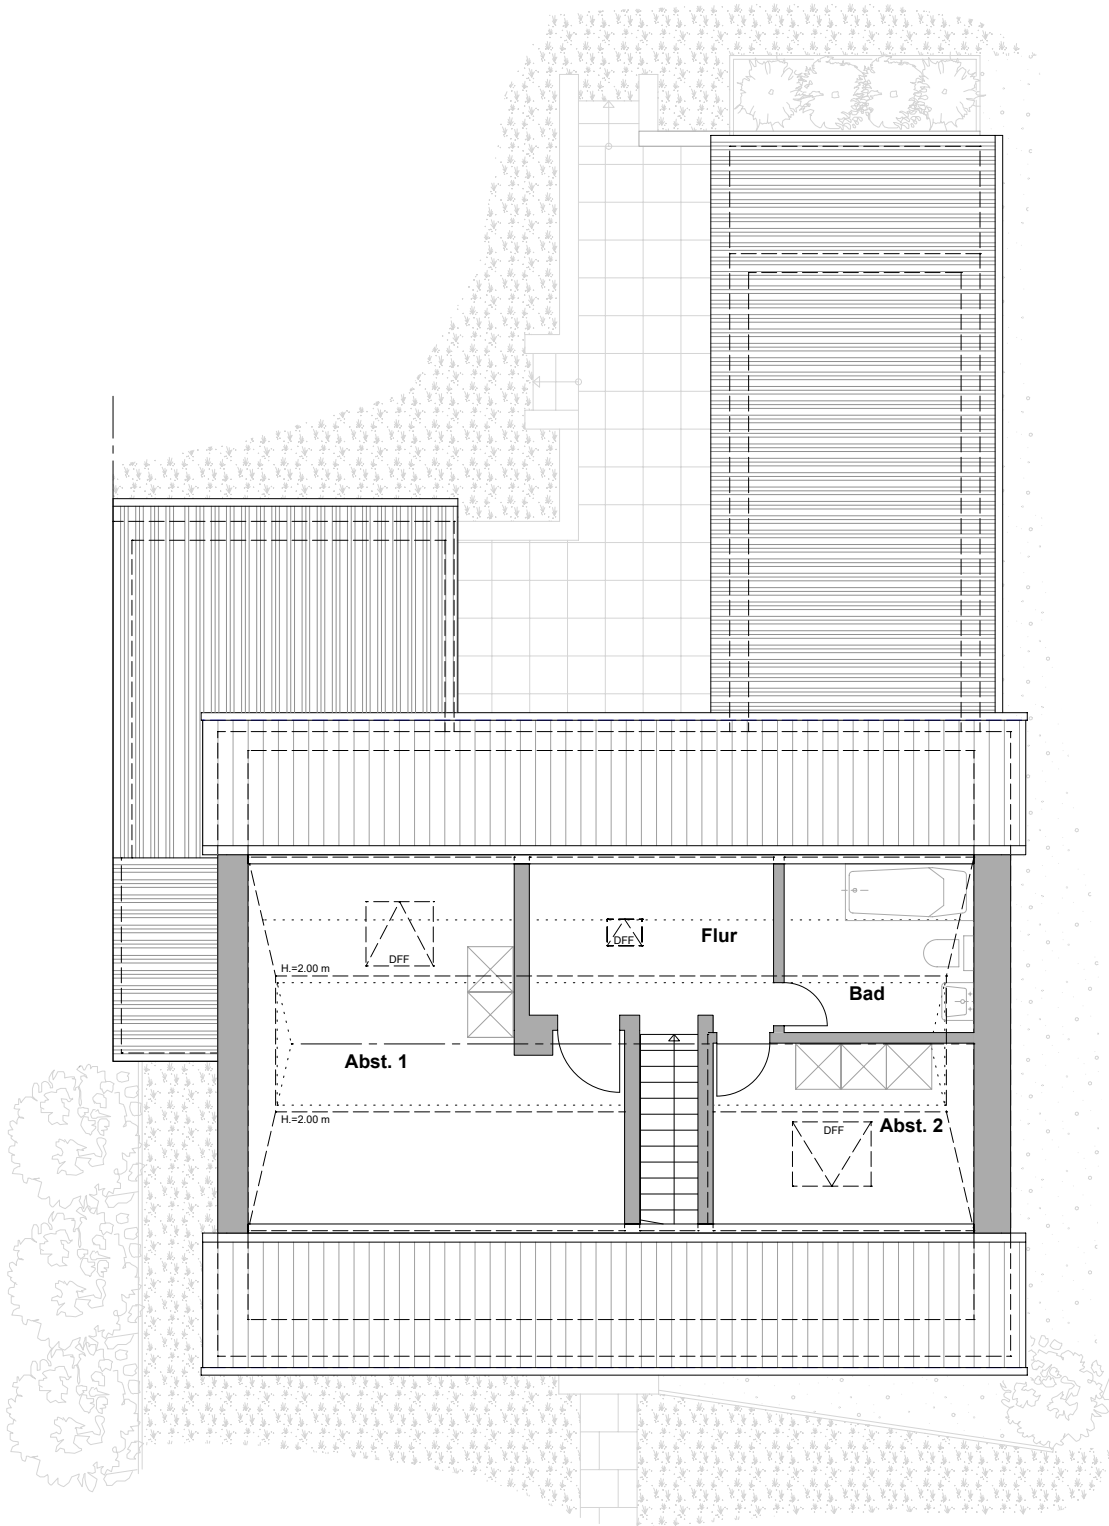 Flur
DFF
DFF
H.=2.00 m
Bad
Abst. 1
H.=2.00 m
DFF
Abst. 2